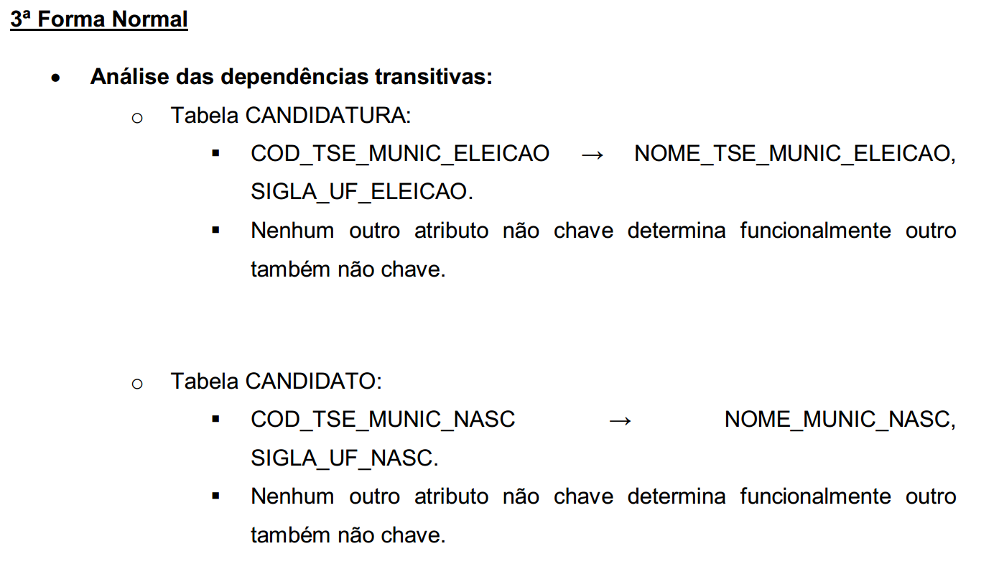 3ª Forma Normal
• Análise das dependências transitivas:
o Tabela CANDIDATURA:
▪ COD_TSE_MUNIC_ELEICAO → NOME_TSE_MUNIC_ELEICAO,
SIGLA_UF_ELEICAO.
▪ Nenhum outro atributo não chave determina funcionalmente outro
também não chave.
o Tabela CANDIDATO:
▪ COD_TSE_MUNIC_NASC → NOME_MUNIC_NASC,
SIGLA_UF_NASC.
▪ Nenhum outro atributo não chave determina funcionalmente outro
também não chave.